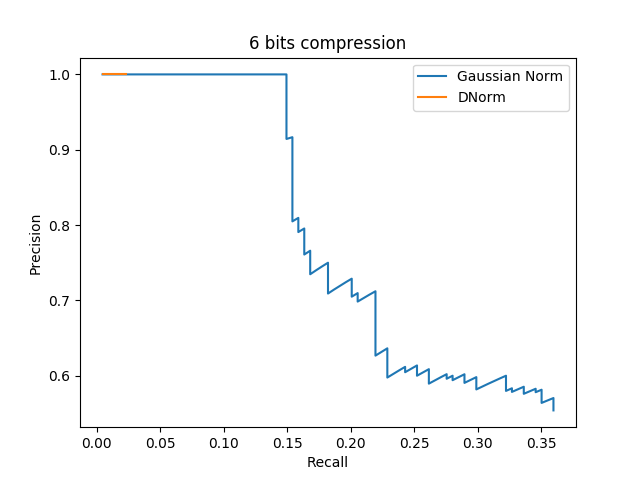 6 bits compression
Gaussian Norm
DNorm
Precision
1.0
0.9
0.8
0.7
0.6
0.00 0.05 0.10 0.15 0.20 0.25 0.30 0.35
Recall